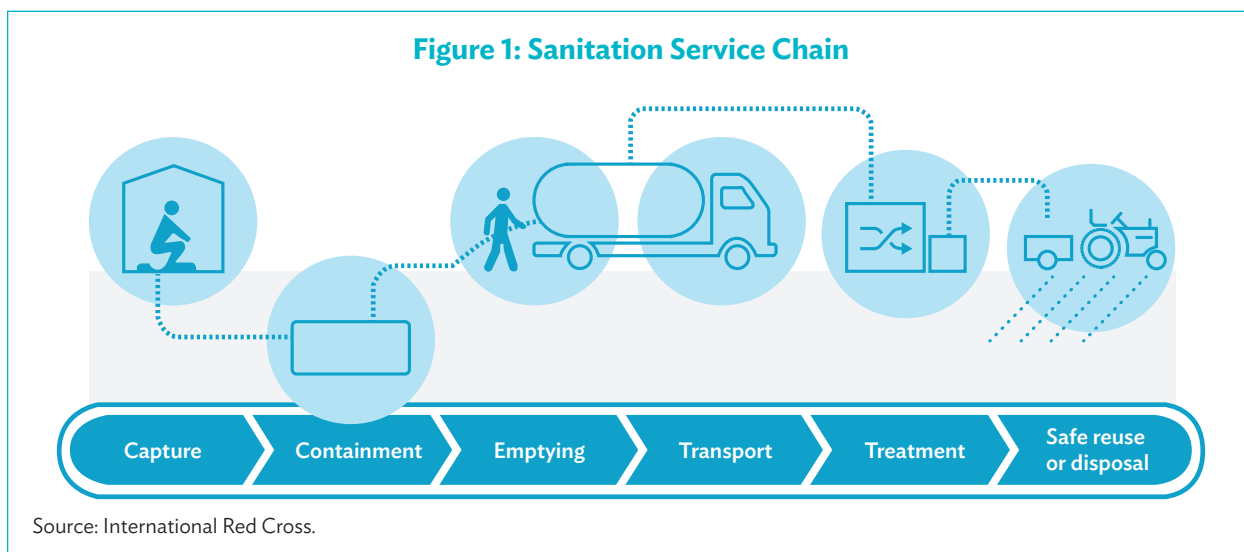 Figure 1: Sanitation Service Chain
Capture
Containment
Emptying
Transport
Treatment
Safe reuse
or disposal
Source: International Red Cross.